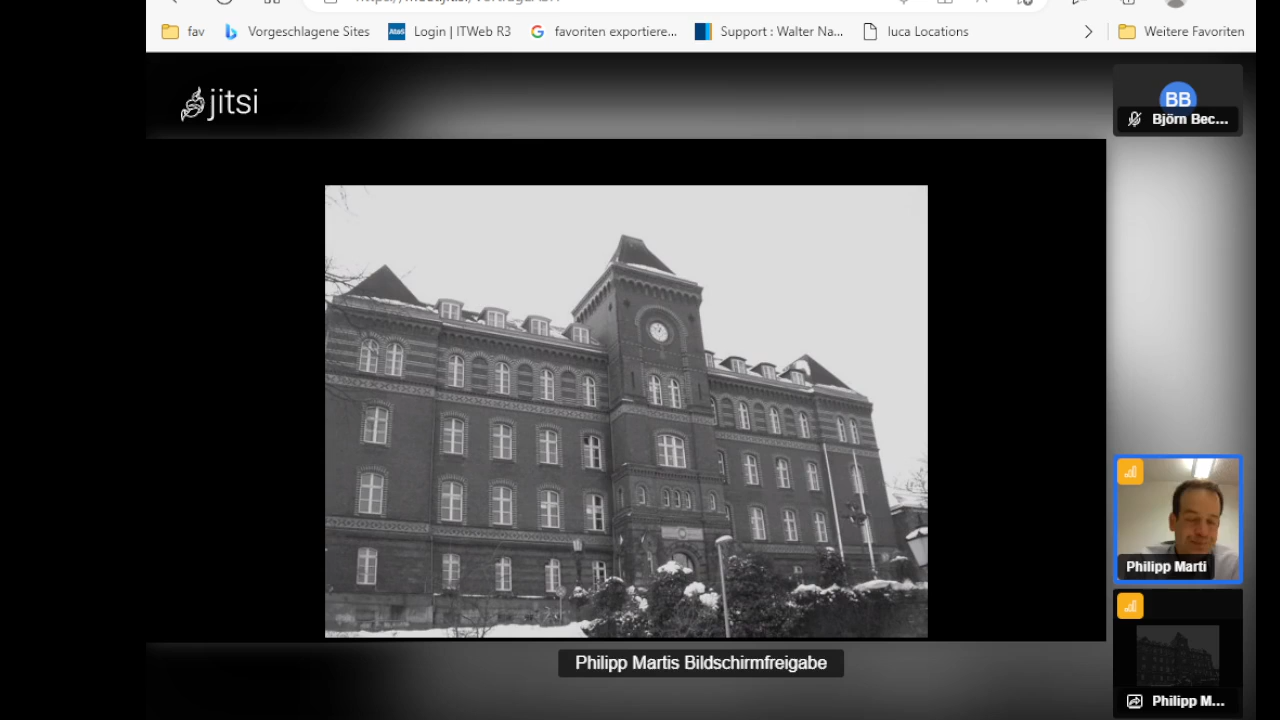 fav
Vorgeschlagene Sites
Atos
Login | ITWeb R3
favoriten exportiere...
Support : Walter Na...
luca Locations
Weitere Favoriten
jitsi
BB
Björn Bec...
Philipp Marti
Philipp Martis Bildschirmfreigabe
Philipp M...